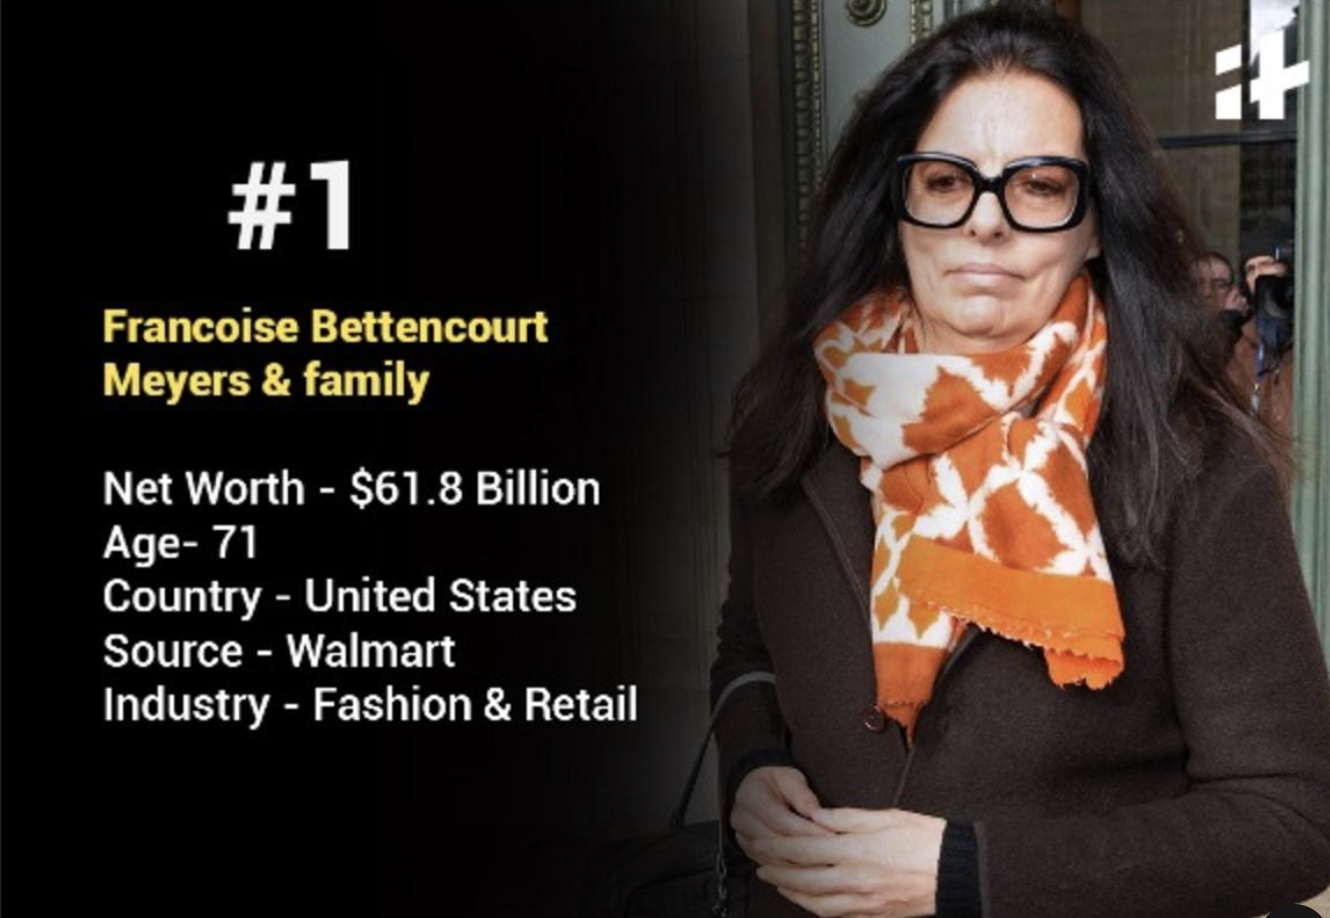 #1
Francoise Bettencourt
Meyers & family
Net Worth - $61.8 Billion
Age- 71
Country - United States
Source - Walmart
Industry - Fashion & Retail